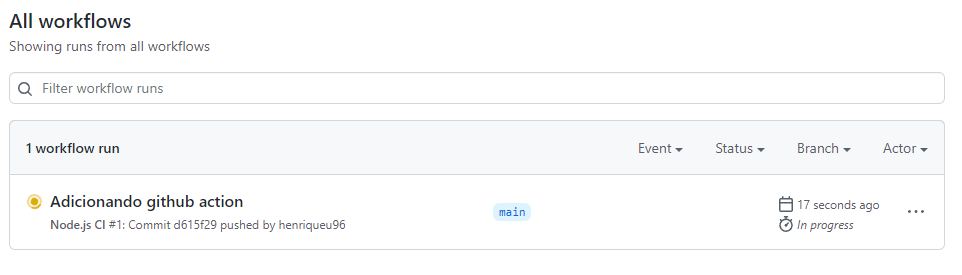 All workflows
Showing runs from all workflows
Filter workflow runs
1 workflow run Event Status Branch Actor
Adicionando github action main 17 seconds ago
Node.js CI #1: Commit d615f29 pushed by henriqueu96 In progress